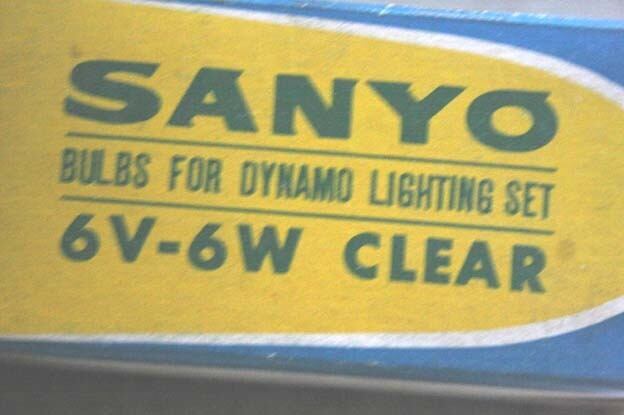 SANYO
BULBS FOR DYNAMO LIGHTING SET
6V-6W CLEAR